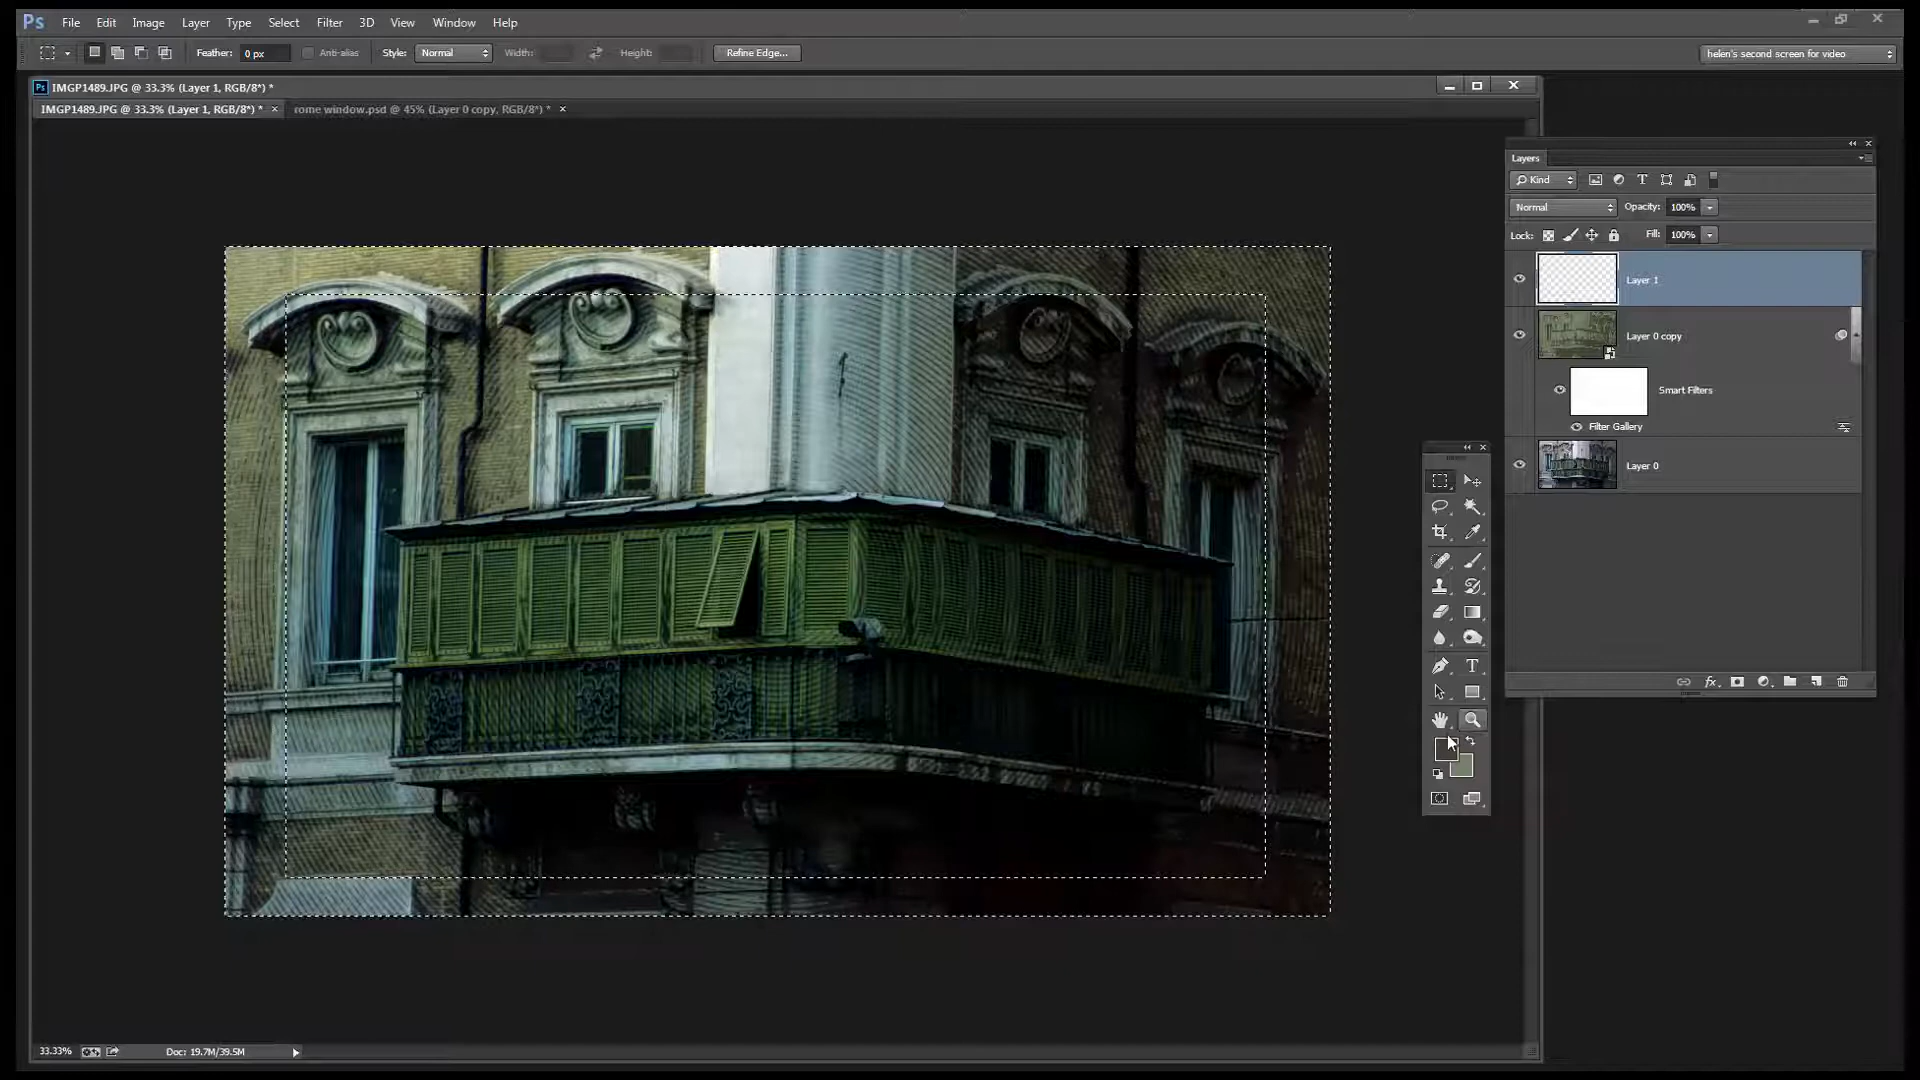 Ps File Edit Image Layer Type Select Filter 3D View Window Help
Feather: 0 px Anti-alias Style: Normal Width: Height: Refine Edge... helen's second screen for video
Ps IMGP1489.JPG @ 33.3% (Layer 1, RGB/8*) *
IMGP1489.JPG @ 33.3% (Layer 1, RGB/8*) * × rome window.psd @ 45% (Layer 0 copy, RGB/8*) * ×
Layers
Kind T
Normal Opacity: 100%
Lock: Fill: 100%
Layer 1
Layer 0 copy
Smart Filters
Filter Gallery
Layer 0
T
fx
33.33% Doc: 19.7M/39.5M